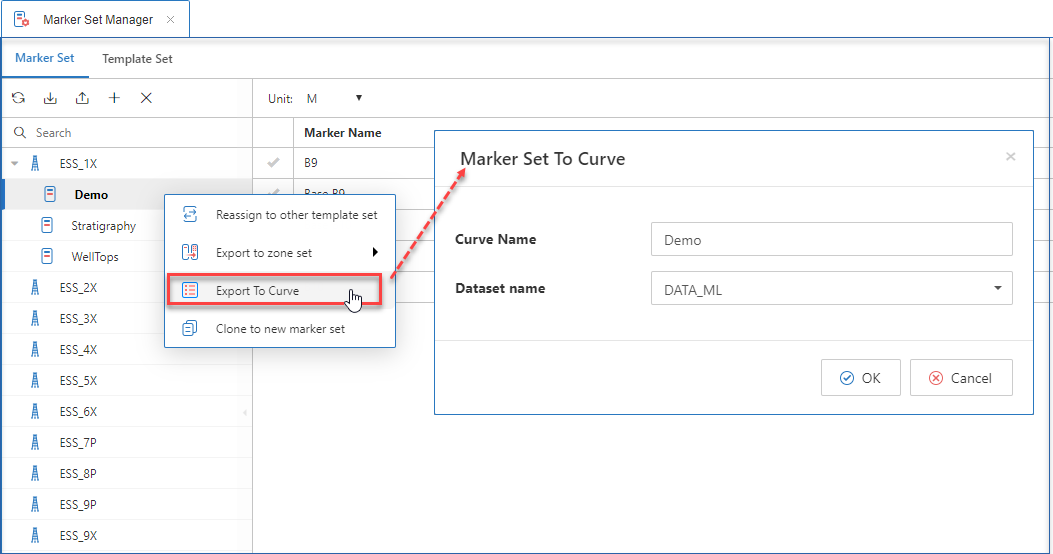 Marker Set Manager
Marker Set Template Set
Unit: M
Search
Marker Name
ESS_1X
B9
Demo
Base B9
Stratigraphy
WellTops
ESS_2X
ESS_3X
ESS_4X
ESS_5X
ESS_6X
ESS_7P
ESS_8P
ESS_9P
ESS_9X
Reassign to other template set
Export to zone set
Export To Curve
Clone to new marker set
Marker Set To Curve
Curve Name Demo
Dataset name DATA_ML
OK Cancel